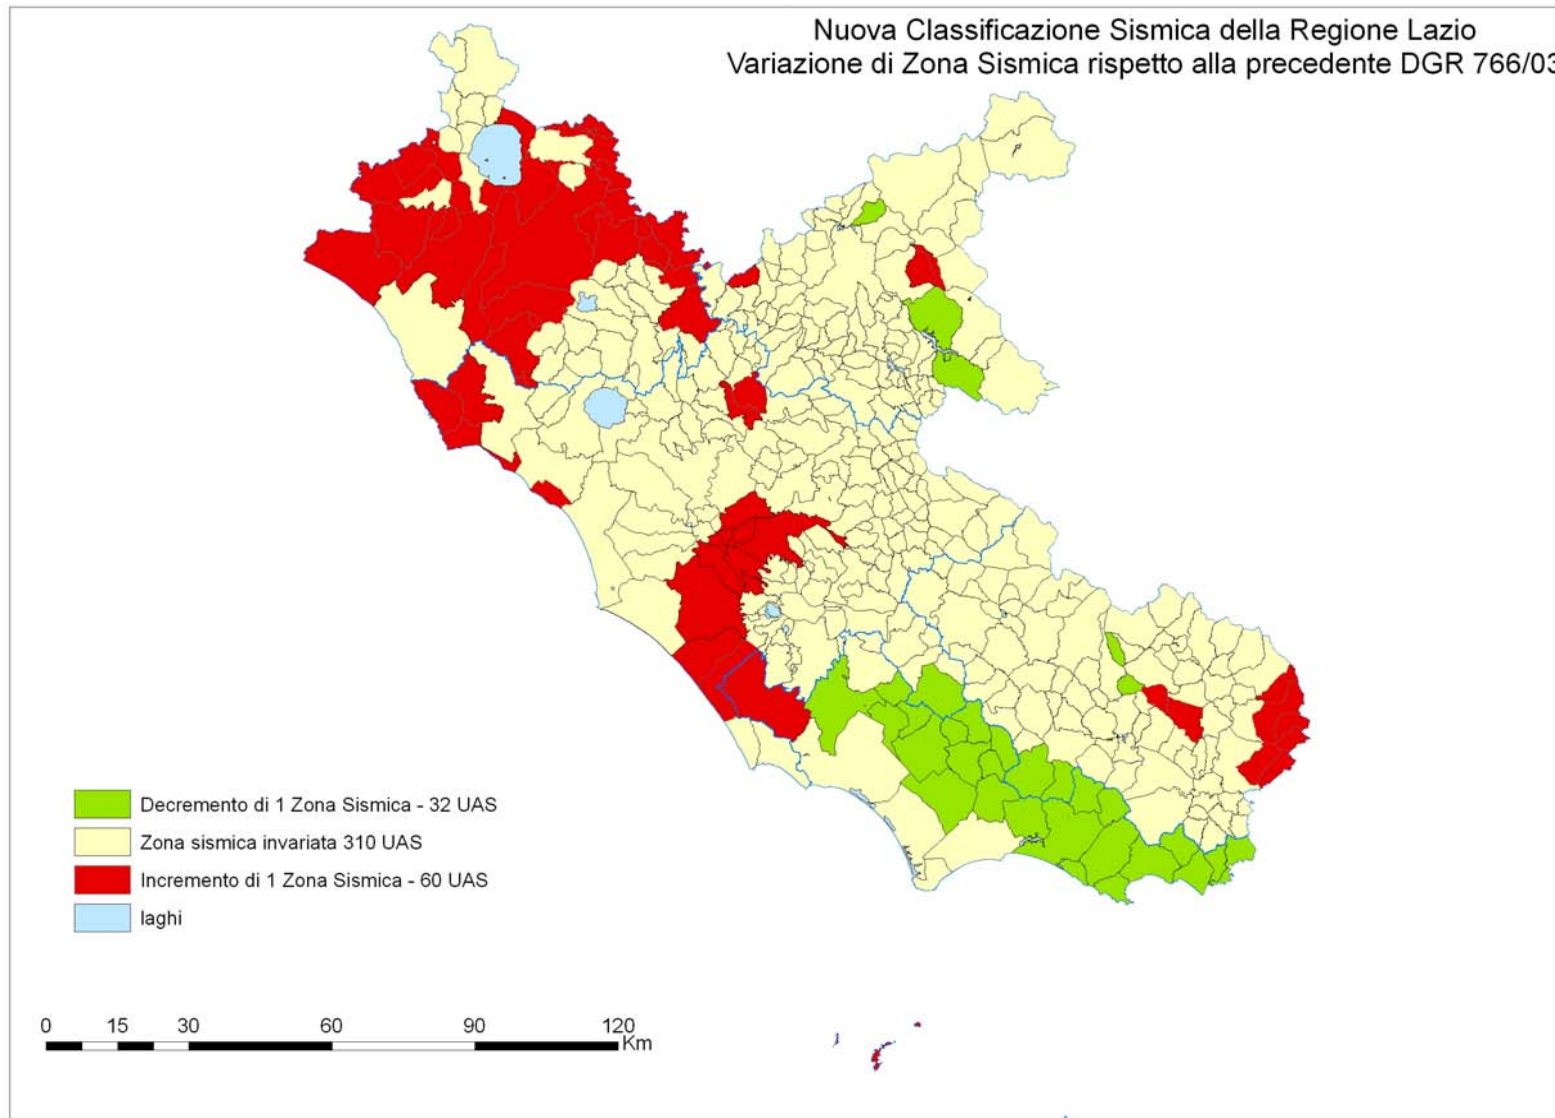 Nuova Classificazione Sismica della Regione Lazio
Variazione di Zona Sismica rispetto alla precedente DGR 766/03
Decremento di 1 Zona Sismica - 32 UAS
Zona sismica invariata 310 UAS
Incremento di 1 Zona Sismica - 60 UAS
laghi
0 15 30 60 90 120
Km